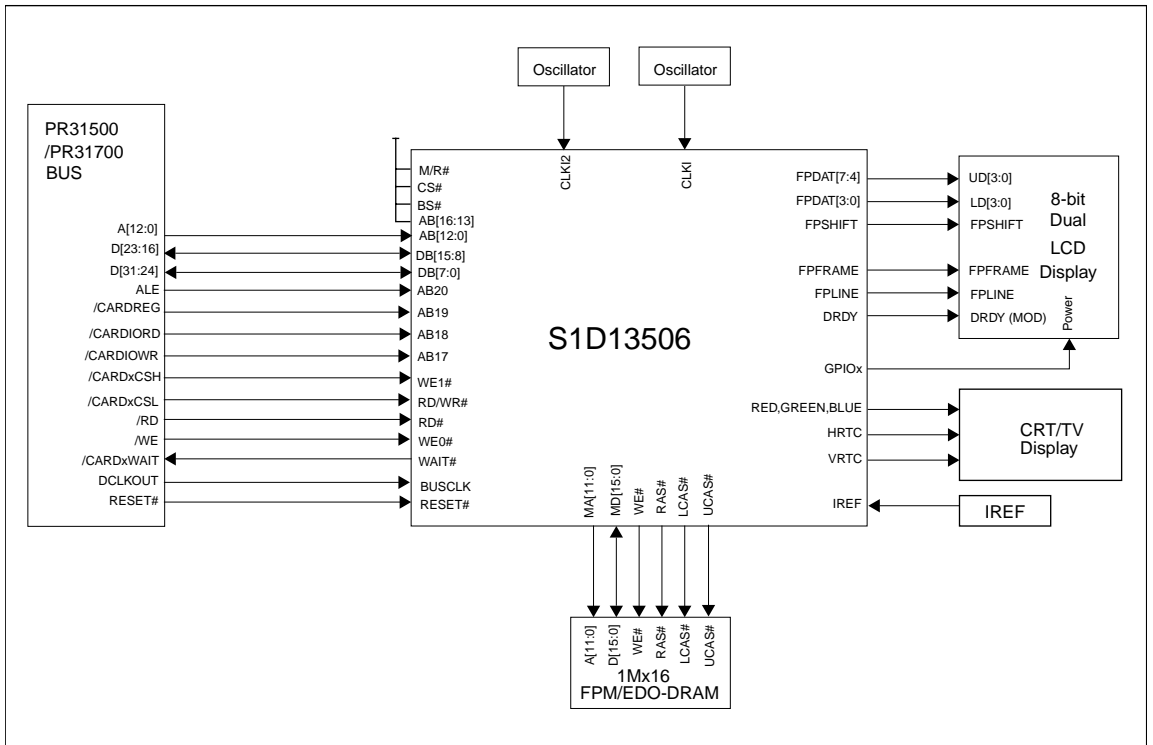 Oscillator
Oscillator
PR31500
/PR31700
BUS
A[12:0]
D[23:16]
D[31:24]
ALE
/CARDREG
/CARDIORD
/CARDIOWR
/CARDxCSH
/CARDxCSL
/RD
/WE
/CARDxWAIT
DCLKOUT
RESET#
M/R#
CS#
BS#
AB[16:13]
AB[12:0]
DB[15:8]
DB[7:0]
AB20
AB19
AB18
AB17
WE1#
RD/WR#
RD#
WE0#
WAIT#
BUSCLK
RESET#
CLKI2
CLKI
S1D13506
FPDAT[7:4]
FPDAT[3:0]
FPSHIFT
FPFRAME
FPLINE
DRDY
GPIOx
RED,GREEN,BLUE
HRTC
VRTC
IREF
UD[3:0]
LD[3:0]
FPSHIFT
FPFRAME
FPLINE
DRDY (MOD)
8-bit
Dual
LCD
Display
Power
CRT/TV
Display
IREF
MA[11:0]
MD[15:0]
WE#
RAS#
LCAS#
UCAS#
A[11:0]
D[15:0]
WE#
RAS#
LCAS#
UCAS#
1Mx16
FPM/EDO-DRAM